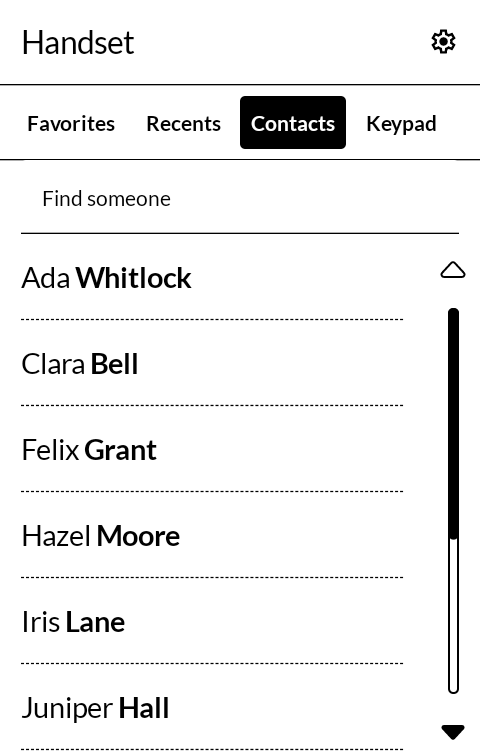 Handset
Favorites Recents Contacts Keypad
Find someone
Ada Whitlock
Clara Bell
Felix Grant
Hazel Moore
Iris Lane
Juniper Hall